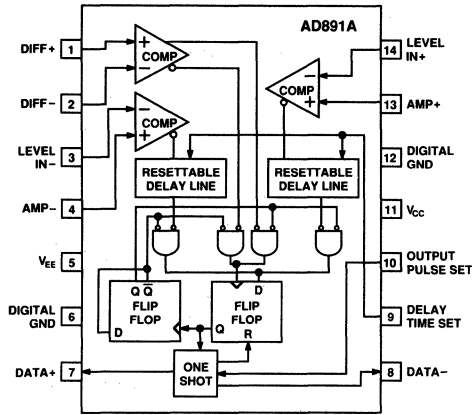 AD891A
DIFF+ 1
+
−
COMP
DIFF− 2
14 LEVEL IN+
−
+
COMP
13 AMP+
−
+
COMP
LEVEL IN− 3
12 DIGITAL GND
RESETTABLE DELAY LINE
RESETTABLE DELAY LINE
AMP− 4
11 VCC
VEE 5
10 OUTPUT PULSE SET
Q Q̅
FLIP FLOP
D
D
FLIP FLOP
Q
R
DIGITAL GND 6
9 DELAY TIME SET
DATA+ 7
ONE SHOT
8 DATA−